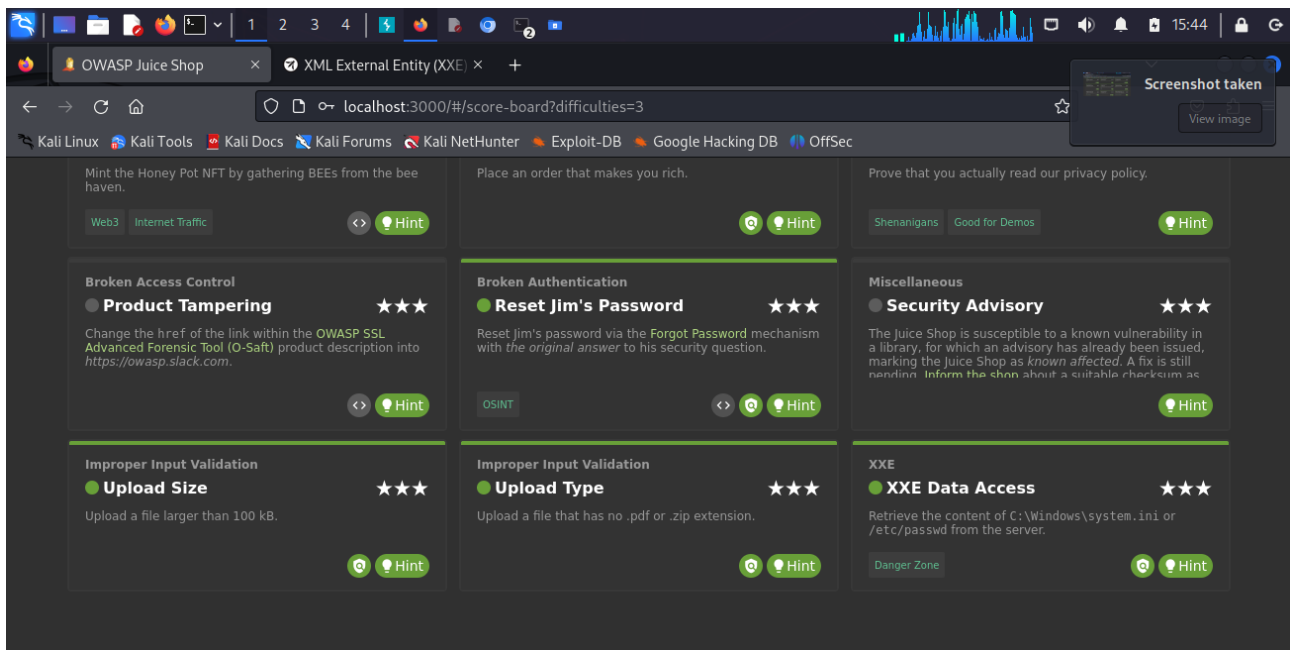 1 2 3 4 2 15:44
OWASP Juice Shop × XML External Entity (XXE) × +
Screenshot taken
View image
localhost:3000/#/score-board?difficulties=3
Kali Linux Kali Tools Kali Docs Kali Forums Kali NetHunter Exploit-DB Google Hacking DB OffSec
Mint the Honey Pot NFT by gathering BEEs from the bee
haven.
Web3 Internet Traffic <> Hint
Place an order that makes you rich.
Hint
Prove that you actually read our privacy policy.
Shenanigans Good for Demos Hint
Broken Access Control
Product Tampering ★★★
Change the href of the link within the OWASP SSL
Advanced Forensic Tool (O-Saft) product description into
https://owasp.slack.com.
<> Hint
Broken Authentication
Reset Jim's Password ★★★
Reset Jim's password via the Forgot Password mechanism
with the original answer to his security question.
OSINT <> Hint
Miscellaneous
Security Advisory ★★★
The Juice Shop is susceptible to a known vulnerability in
a library, for which an advisory has already been issued,
marking the Juice Shop as known affected. A fix is still
pending. Inform the shop about a suitable checksum as
Hint
Improper Input Validation
Upload Size ★★★
Upload a file larger than 100 kB.
Hint
Improper Input Validation
Upload Type ★★★
Upload a file that has no .pdf or .zip extension.
Hint
XXE
XXE Data Access ★★★
Retrieve the content of C:\Windows\system.ini or
/etc/passwd from the server.
Danger Zone Hint